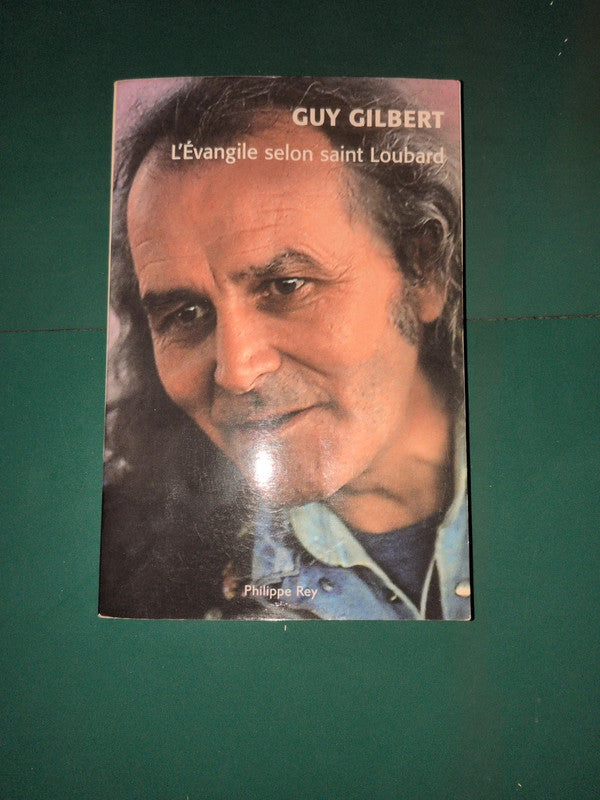 GUY GILBERT
L'Évangile selon saint Loubard
Philippe Rey